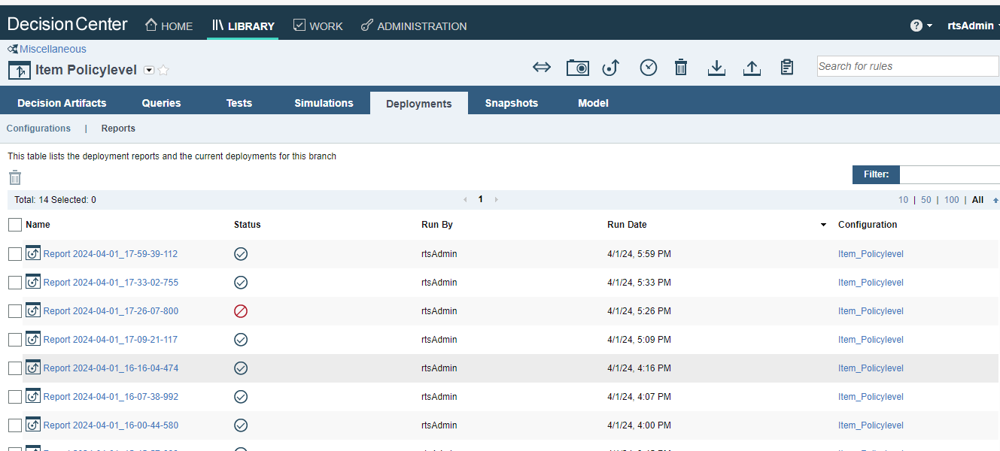 Decision Center HOME LIBRARY WORK ADMINISTRATION ? rtsAdmin
Miscellaneous
Item Policylevel Search for rules
Decision Artifacts Queries Tests Simulations Deployments Snapshots Model
Configurations | Reports
This table lists the deployment reports and the current deployments for this branch
Filter:
Total: 14 Selected: 0 1 10 | 50 | 100 | All
Name Status Run By Run Date Configuration
Report 2024-04-01_17-59-39-112 rtsAdmin 4/1/24, 5:59 PM Item_Policylevel
Report 2024-04-01_17-33-02-755 rtsAdmin 4/1/24, 5:33 PM Item_Policylevel
Report 2024-04-01_17-26-07-800 rtsAdmin 4/1/24, 5:26 PM Item_Policylevel
Report 2024-04-01_17-09-21-117 rtsAdmin 4/1/24, 5:09 PM Item_Policylevel
Report 2024-04-01_16-16-04-474 rtsAdmin 4/1/24, 4:16 PM Item_Policylevel
Report 2024-04-01_16-07-38-992 rtsAdmin 4/1/24, 4:07 PM Item_Policylevel
Report 2024-04-01_16-00-44-580 rtsAdmin 4/1/24, 4:00 PM Item_Policylevel